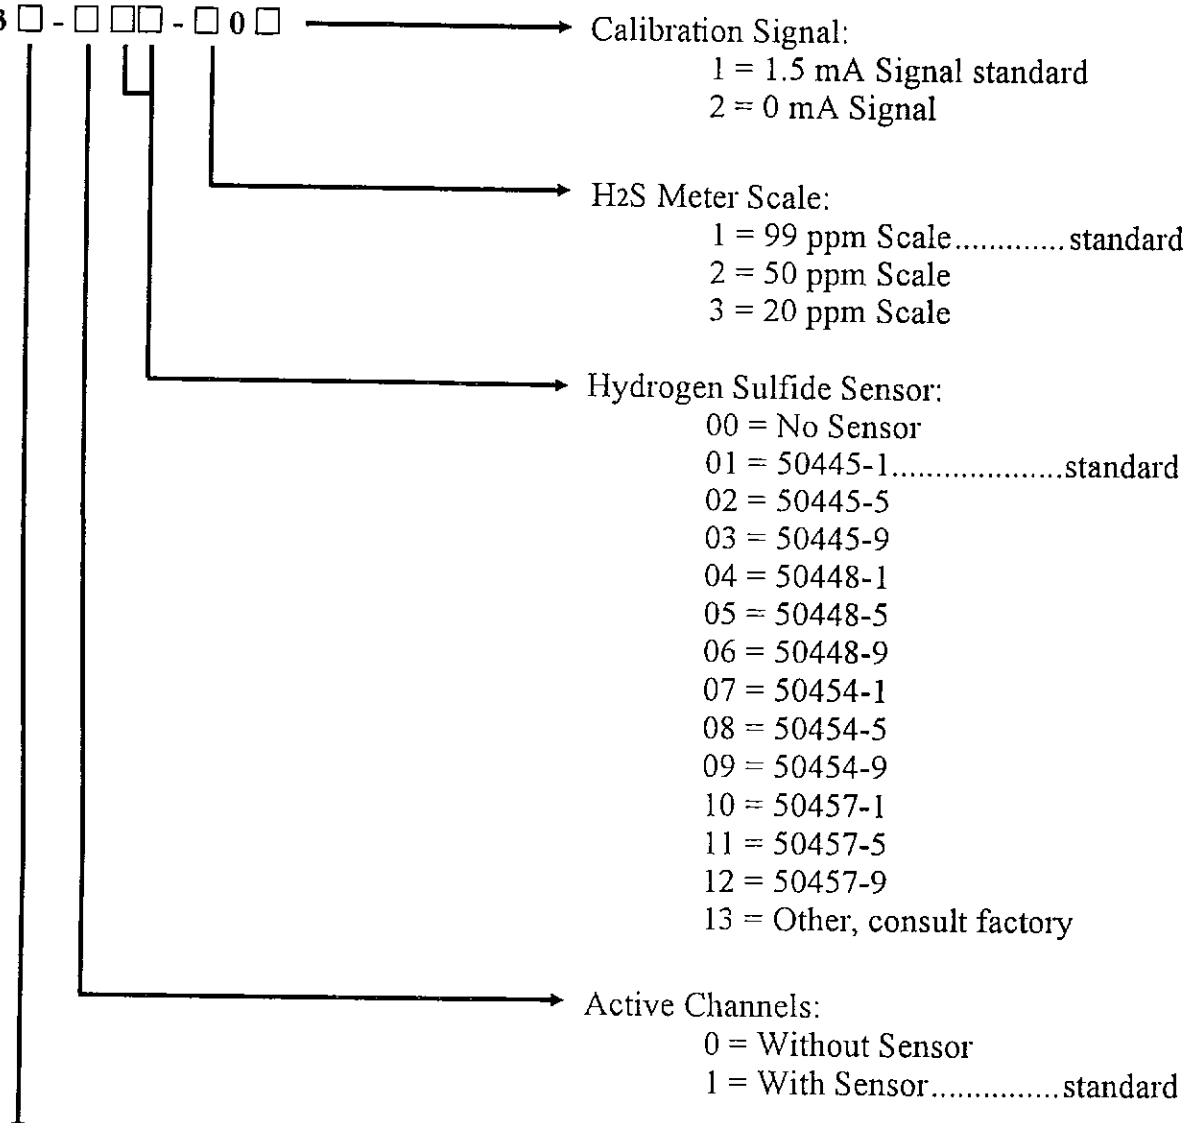 3 □ - □ □□ - □ 0 □
Calibration Signal:
1 = 1.5 mA Signal standard
2 = 0 mA Signal
H2S Meter Scale:
1 = 99 ppm Scale.............standard
2 = 50 ppm Scale
3 = 20 ppm Scale
Hydrogen Sulfide Sensor:
00 = No Sensor
01 = 50445-1....................standard
02 = 50445-5
03 = 50445-9
04 = 50448-1
05 = 50448-5
06 = 50448-9
07 = 50454-1
08 = 50454-5
09 = 50454-9
10 = 50457-1
11 = 50457-5
12 = 50457-9
13 = Other, consult factory
Active Channels:
0 = Without Sensor
1 = With Sensor...............standard